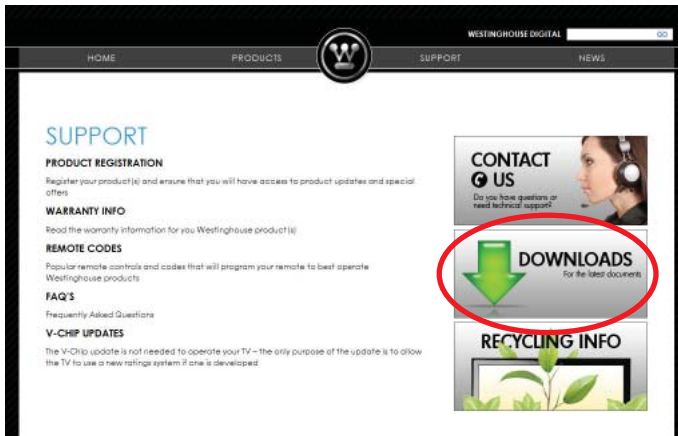 WESTINGHOUSE DIGITAL GO
HOME PRODUCTS W SUPPORT NEWS
SUPPORT
PRODUCT REGISTRATION
Register your product(s) and ensure that you will have access to product updates and special
offers
WARRANTY INFO
Read the warranty information for you Westinghouse product(s)
REMOTE CODES
Popular remote controls and codes that will program your remote to best operate
Westinghouse products
FAQ'S
Frequently Asked Questions
V-CHIP UPDATES
The V-Chip update is not needed to operate your TV – the only purpose of the update is to allow
the TV to use a new ratings system if one is developed
CONTACT
US
Do you have questions or
need technical support?
DOWNLOADS
For the latest documents
RECYCLING INFO